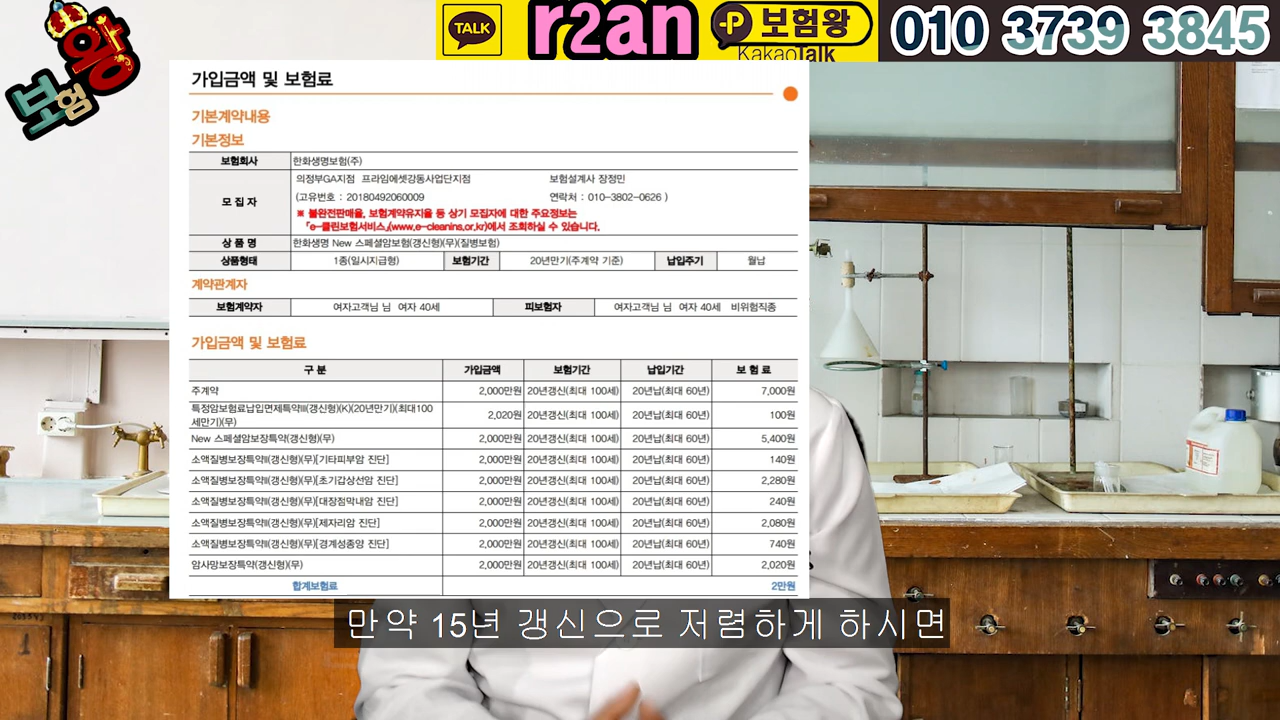 왕
보험
TALK
r2an
P 보험왕
KakaoTalk
010 3739 3845
가입금액 및 보험료
기본계약내용
기본정보
보험회사 한화생명보험(주)
모 집 자 의정부GA지점 프라임에셋강동사업단지점 보험설계사 장정민
(고유번호 : 20180492060009 연락처 : 010-3802-0626 )
※ 불완전판매율, 보험계약유지율 등 상기 모집자에 대한 주요정보는
「e-클린보험서비스」(www.e-cleanins.or.kr)에서 조회하실 수 있습니다.
상 품 명 한화생명 New 스페셜암보험(갱신형)(무)(질병보험)
상품형태 1종(일시지급형) 보험기간 20년만기(주계약 기준) 납입주기 월납
계약관계자
보험계약자 여자고객님 님 여자 40세 피보험자 여자고객님 님 여자 40세 비위험직종
가입금액 및 보험료
구 분 가입금액 보험기간 납입기간 보 험 료
주계약 2,000만원 20년갱신(최대 100세) 20년납(최대 60년) 7,000원
특정암보험료납입면제특약III(갱신형)(K)(20년만기)(최대100
세만기)(무) 2,020원 20년갱신(최대 100세) 20년납(최대 60년) 100원
New 스페셜암보장특약(갱신형)(무) 2,000만원 20년갱신(최대 100세) 20년납(최대 60년) 5,400원
소액질병보장특약II(갱신형)(무)[기타피부암 진단] 2,000만원 20년갱신(최대 100세) 20년납(최대 60년) 140원
소액질병보장특약II(갱신형)(무)[초기갑상선암 진단] 2,000만원 20년갱신(최대 100세) 20년납(최대 60년) 2,280원
소액질병보장특약II(갱신형)(무)[대장점막내암 진단] 2,000만원 20년갱신(최대 100세) 20년납(최대 60년) 240원
소액질병보장특약II(갱신형)(무)[제자리암 진단] 2,000만원 20년갱신(최대 100세) 20년납(최대 60년) 2,080원
소액질병보장특약II(갱신형)(무)[경계성종양 진단] 2,000만원 20년갱신(최대 100세) 20년납(최대 60년) 740원
암사망보장특약(갱신형)(무) 2,000만원 20년갱신(최대 100세) 20년납(최대 60년) 2,020원
합계보험료 2만원
만약 15년 갱신으로 저렴하게 하시면